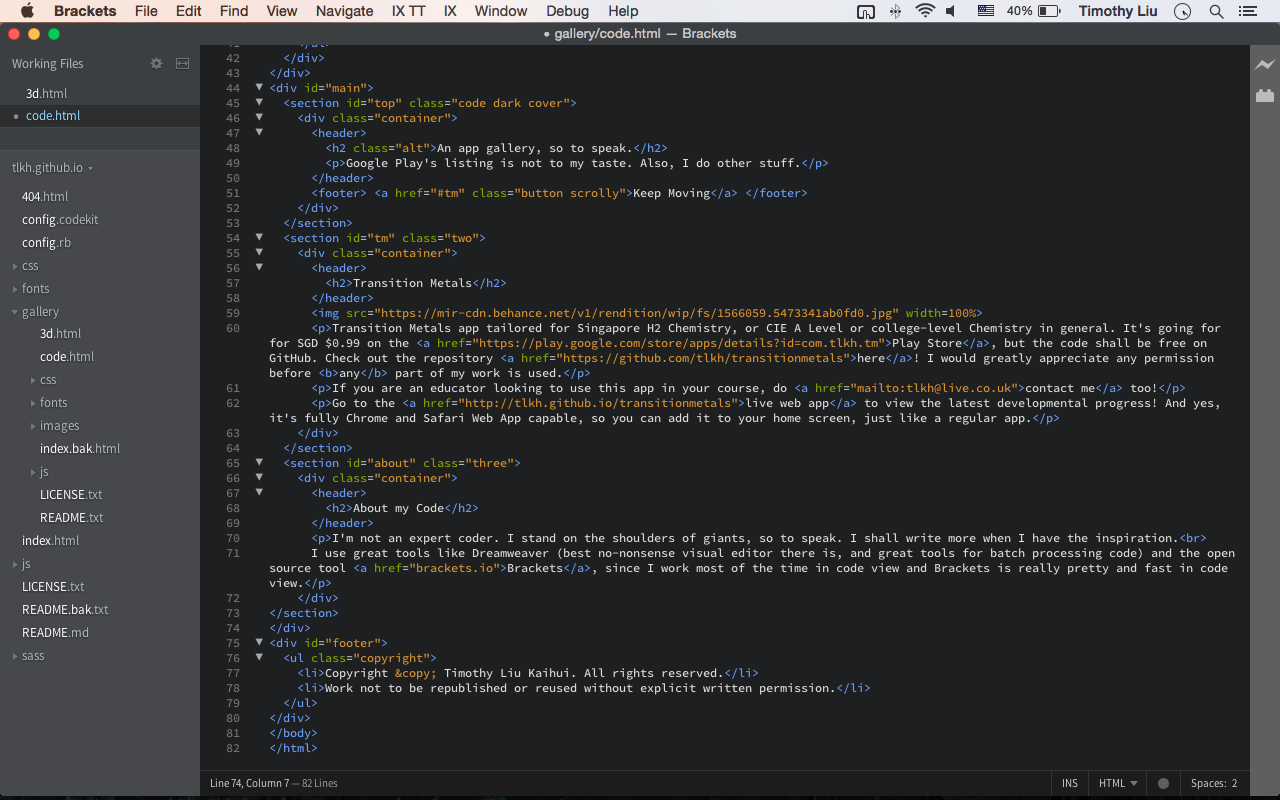 Brackets File Edit Find View Navigate IX TT IX Window Debug Help 40% Timothy Liu
• gallery/code.html — Brackets
Working Files
3d.html
• code.html
tlkh.github.io
404.html
config.codekit
config.rb
css
fonts
gallery
3d.html
code.html
css
fonts
images
index.bak.html
js
LICENSE.txt
README.txt
index.html
js
LICENSE.txt
README.bak.txt
README.md
sass
41 </ul>
42 </div>
43 </div>
44 <div id="main">
45 <section id="top" class="code dark cover">
46 <div class="container">
47 <header>
48 <h2 class="alt">An app gallery, so to speak.</h2>
49 <p>Google Play's listing is not to my taste. Also, I do other stuff.</p>
50 </header>
51 <footer> <a href="#tm" class="button scrolly">Keep Moving</a> </footer>
52 </div>
53 </section>
54 <section id="tm" class="two">
55 <div class="container">
56 <header>
57 <h2>Transition Metals</h2>
58 </header>
59 <img src="https://mir-cdn.behance.net/v1/rendition/wip/fs/1566059.5473341ab0fd0.jpg" width=100%>
60 <p>Transition Metals app tailored for Singapore H2 Chemistry, or CIE A Level or college-level Chemistry in general. It's going for
for SGD $0.99 on the <a href="https://play.google.com/store/apps/details?id=com.tlkh.tm">Play Store</a>, but the code shall be free on
GitHub. Check out the repository <a href="https://github.com/tlkh/transitionmetals">here</a>! I would greatly appreciate any permission
before <b>any</b> part of my work is used.</p>
61 <p>If you are an educator looking to use this app in your course, do <a href="mailto:tlkh@live.co.uk">contact me</a> too!</p>
62 <p>Go to the <a href="http://tlkh.github.io/transitionmetals">live web app</a> to view the latest developmental progress! And yes,
it's fully Chrome and Safari Web App capable, so you can add it to your home screen, just like a regular app.</p>
63 </div>
64 </section>
65 <section id="about" class="three">
66 <div class="container">
67 <header>
68 <h2>About my Code</h2>
69 </header>
70 <p>I'm not an expert coder. I stand on the shoulders of giants, so to speak. I shall write more when I have the inspiration.<br>
71 I use great tools like Dreamweaver (best no-nonsense visual editor there is, and great tools for batch processing code) and the open
source tool <a href="brackets.io">Brackets</a>, since I work most of the time in code view and Brackets is really pretty and fast in code
view.</p>
72 </div>
73 </section>
74 </div>
75 <div id="footer">
76 <ul class="copyright">
77 <li>Copyright &copy; Timothy Liu Kaihui. All rights reserved.</li>
78 <li>Work not to be republished or reused without explicit written permission.</li>
79 </ul>
80 </div>
81 </body>
82 </html>
Line 74, Column 7 — 82 Lines INS HTML Spaces: 2